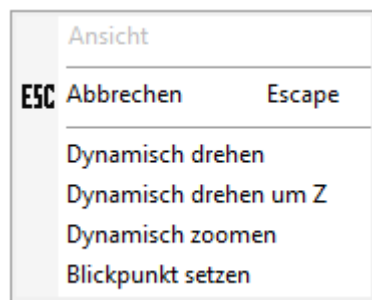 Ansicht
ESC Abbrechen Escape
Dynamisch drehen
Dynamisch drehen um Z
Dynamisch zoomen
Blickpunkt setzen